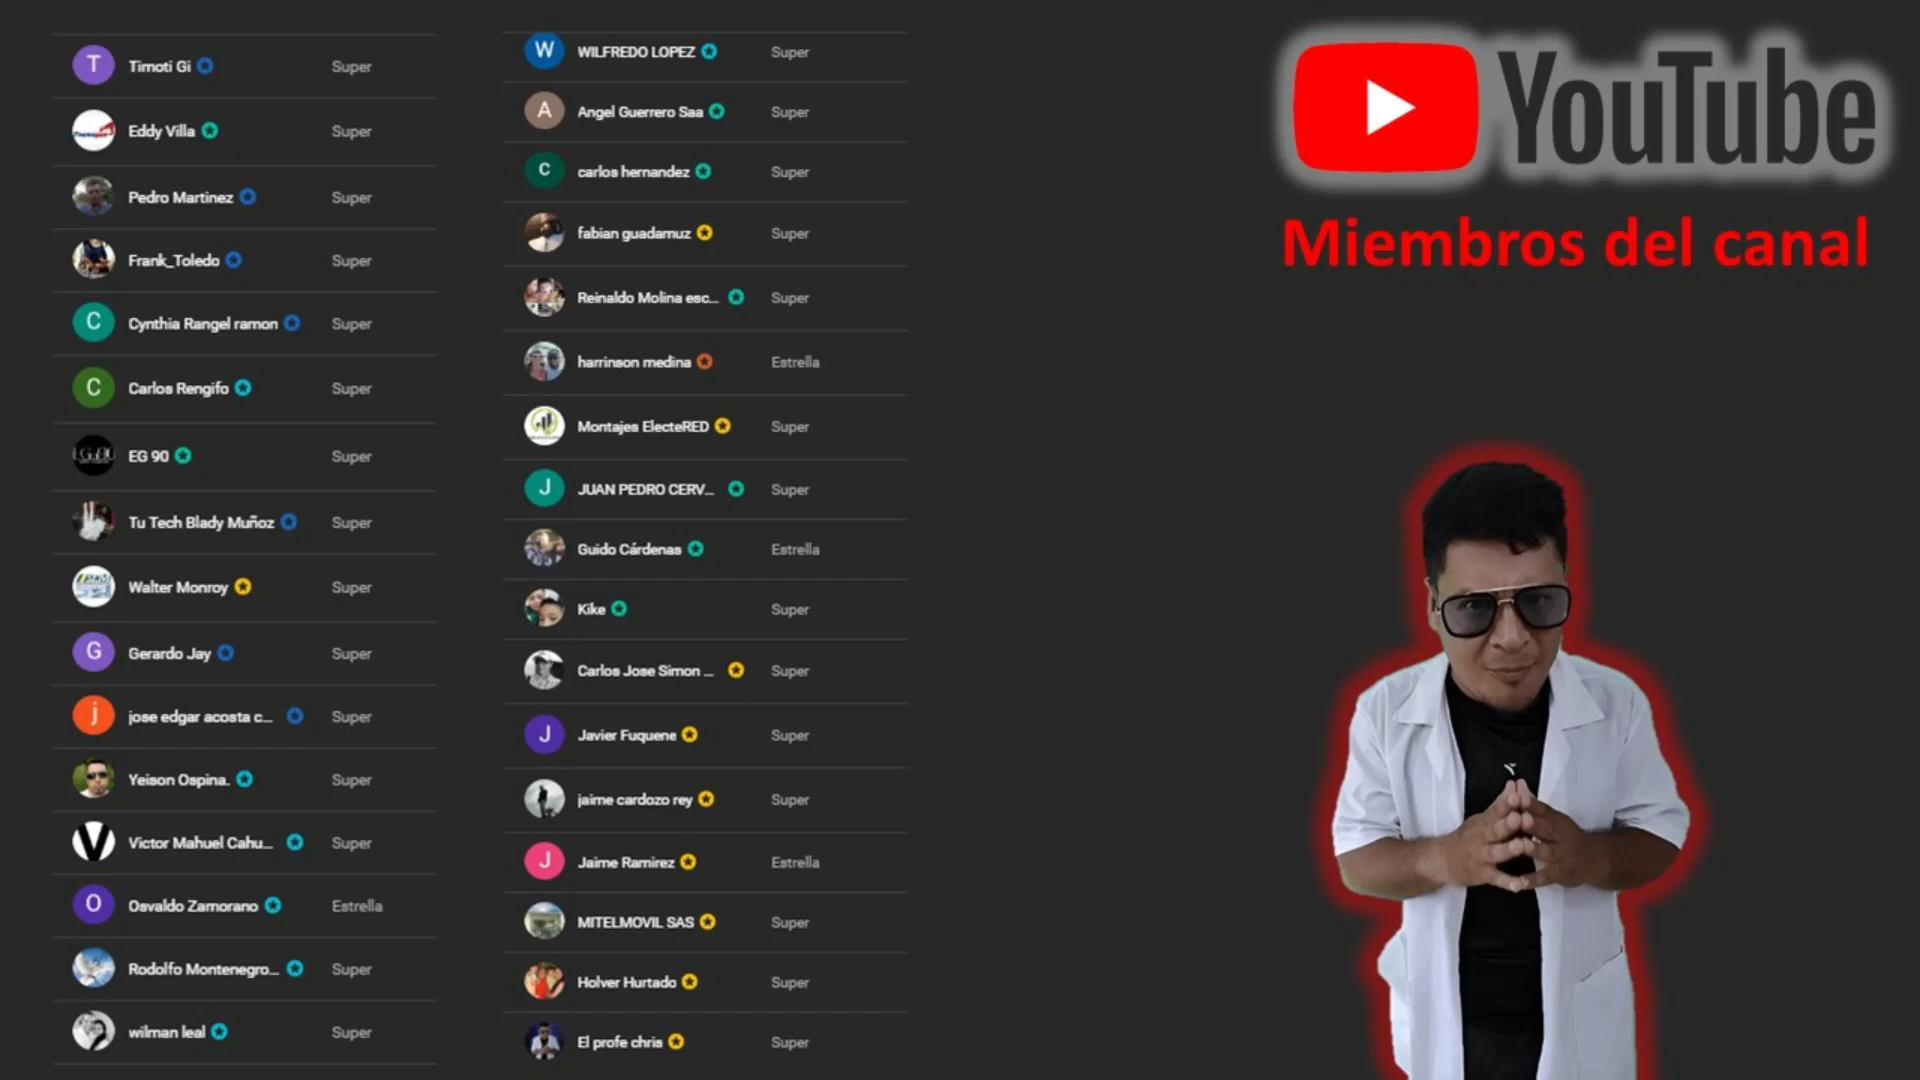 T Timoti Gi Super
Eddy Villa Super
Pedro Martinez Super
Frank_Toledo Super
C Cynthia Rangel ramon Super
C Carlos Rengifo Super
EG 90 Super
Tu Tech Blady Muñoz Super
Walter Monroy Super
G Gerardo Jay Super
j jose edgar acosta c... Super
Yeison Ospina. Super
V Victor Mahuel Cahu... Super
O Osvaldo Zamorano Estrella
Rodolfo Montenegro... Super
wilman leal Super
W WILFREDO LOPEZ Super
A Angel Guerrero Saa Super
c carlos hernandez Super
fabian guadamuz Super
Reinaldo Molina esc... Super
harrinson medina Estrella
Montajes ElecteRED Super
J JUAN PEDRO CERV... Super
Guido Cárdenas Estrella
Kike Super
Carlos Jose Simon ... Super
J Javier Fuquene Super
jaime cardozo rey Super
J Jaime Ramirez Estrella
MITELMOVIL SAS Super
Holver Hurtado Super
El profe chris Super
YouTube
Miembros del canal